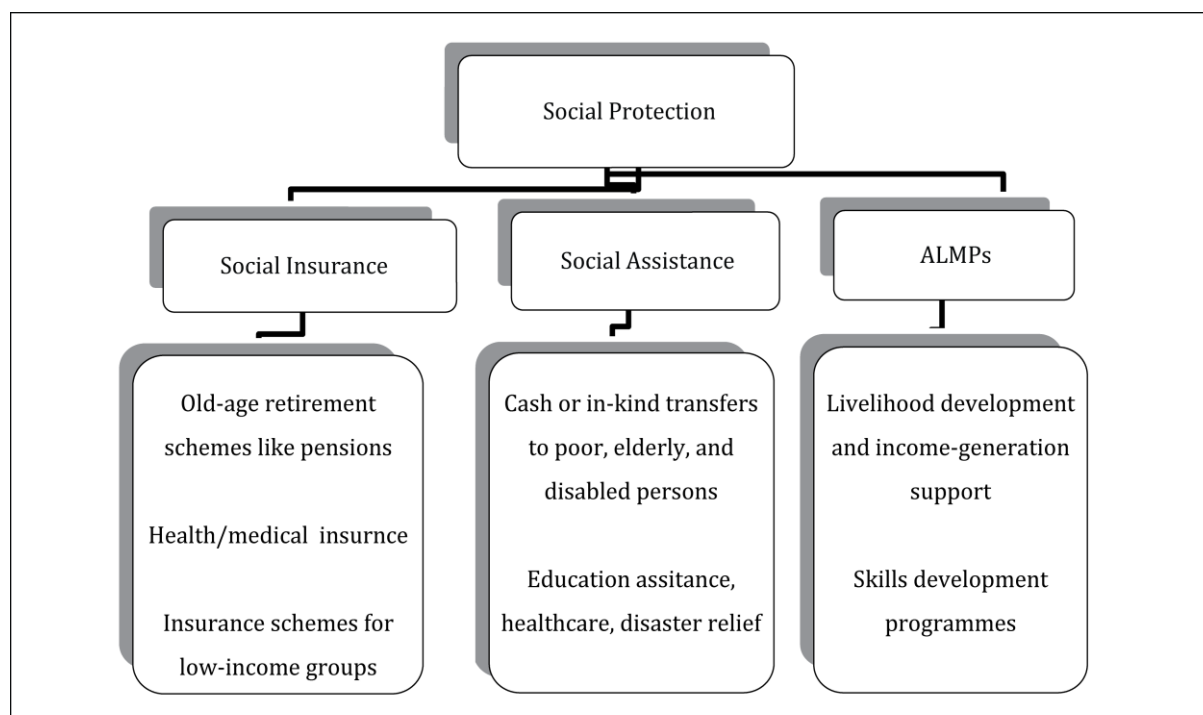 Social Protection
Social Insurance
Social Assistance
ALMPs
Old-age retirement
schemes like pensions
Health/medical insurnce
Insurance schemes for
low-income groups
Cash or in-kind transfers
to poor, elderly, and
disabled persons
Education assitance,
healthcare, disaster relief
Livelihood development
and income-generation
support
Skills development
programmes